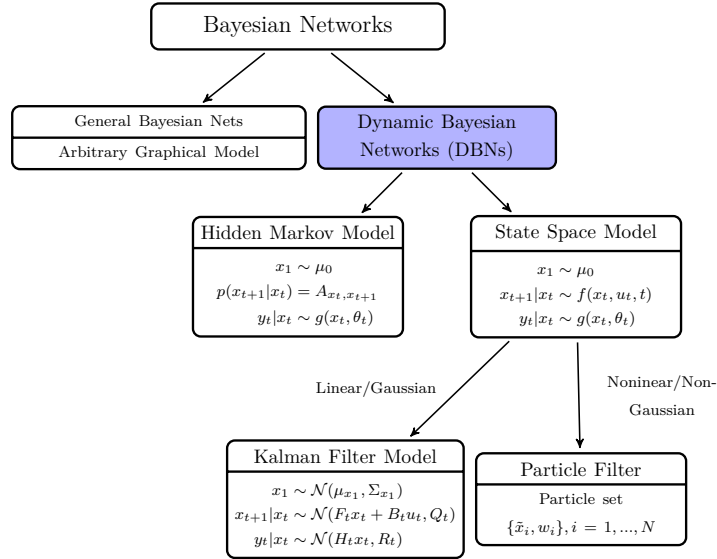 Bayesian Networks
General Bayesian Nets
Arbitrary Graphical Model
Dynamic Bayesian
Networks (DBNs)
Hidden Markov Model
x_1 ∼ μ_0
p(x_{t+1}|x_t) = A_{x_t,x_{t+1}}
y_t|x_t ∼ g(x_t, θ_t)
State Space Model
x_1 ∼ μ_0
x_{t+1}|x_t ∼ f(x_t, u_t, t)
y_t|x_t ∼ g(x_t, θ_t)
Linear/Gaussian
Noninear/Non-
Gaussian
Kalman Filter Model
x_1 ∼ 𝒩(μ_{x_1}, Σ_{x_1})
x_{t+1}|x_t ∼ 𝒩(F_t x_t + B_t u_t, Q_t)
y_t|x_t ∼ 𝒩(H_t x_t, R_t)
Particle Filter
Particle set
{x̃_i, w_i}, i = 1, ..., N